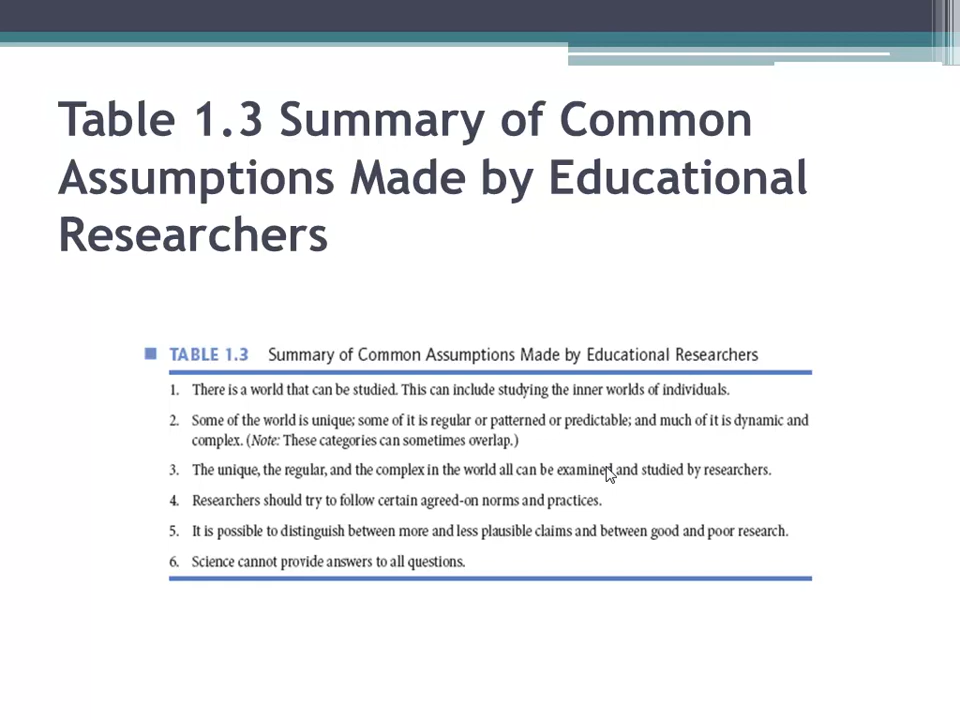 Table 1.3 Summary of Common
Assumptions Made by Educational
Researchers
TABLE 1.3 Summary of Common Assumptions Made by Educational Researchers
1. There is a world that can be studied. This can include studying the inner worlds of individuals.
2. Some of the world is unique; some of it is regular or patterned or predictable; and much of it is dynamic and
complex. (Note: These categories can sometimes overlap.)
3. The unique, the regular, and the complex in the world all can be examined and studied by researchers.
4. Researchers should try to follow certain agreed-on norms and practices.
5. It is possible to distinguish between more and less plausible claims and between good and poor research.
6. Science cannot provide answers to all questions.